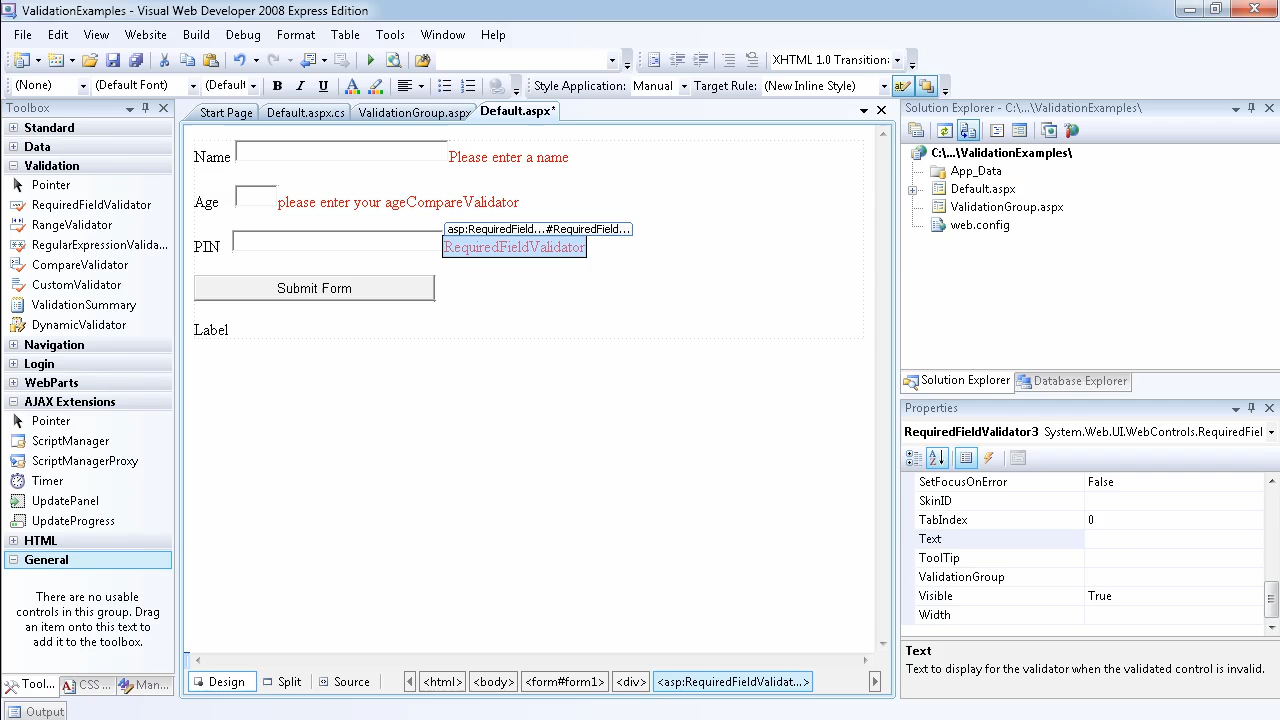 ValidationExamples - Visual Web Developer 2008 Express Edition
File Edit View Website Build Debug Format Table Tools Window Help
XHTML 1.0 Transition:
(None) (Default Font) (Defaul B I U A Style Application: Manual Target Rule: (New Inline Style)
Toolbox
Standard
Data
Validation
Pointer
RequiredFieldValidator
RangeValidator
RegularExpressionValida...
CompareValidator
CustomValidator
ValidationSummary
DynamicValidator
Navigation
Login
WebParts
AJAX Extensions
Pointer
ScriptManager
ScriptManagerProxy
Timer
UpdatePanel
UpdateProgress
HTML
General
There are no usable
controls in this group. Drag
an item onto this text to
add it to the toolbox.
Tool... CSS ... Man...
Output
Start Page Default.aspx.cs ValidationGroup.aspx Default.aspx*
Name Please enter a name
Age please enter your ageCompareValidator
asp:RequiredField...#RequiredField...
PIN RequiredFieldValidator
Submit Form
Label
Design Split Source <html> <body> <form#form1> <div> <asp:RequiredFieldValidat...>
Solution Explorer - C:\...\ValidationExamples\
C:\...\ValidationExamples\
App_Data
Default.aspx
ValidationGroup.aspx
web.config
Solution Explorer Database Explorer
Properties
RequiredFieldValidator3 System.Web.UI.WebControls.RequiredFiel
SetFocusOnError False
SkinID
TabIndex 0
Text
ToolTip
ValidationGroup
Visible True
Width
Text
Text to display for the validator when the validated control is invalid.